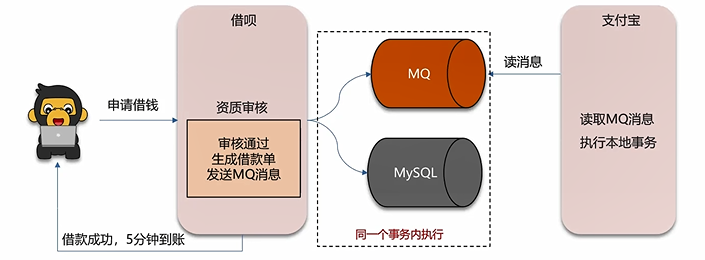 借呗
支付宝
申请借钱
资质审核
审核通过
生成借款单
发送MQ消息
MQ
MySQL
读消息
读取MQ消息
执行本地事务
同一个事务内执行
借款成功，5分钟到账